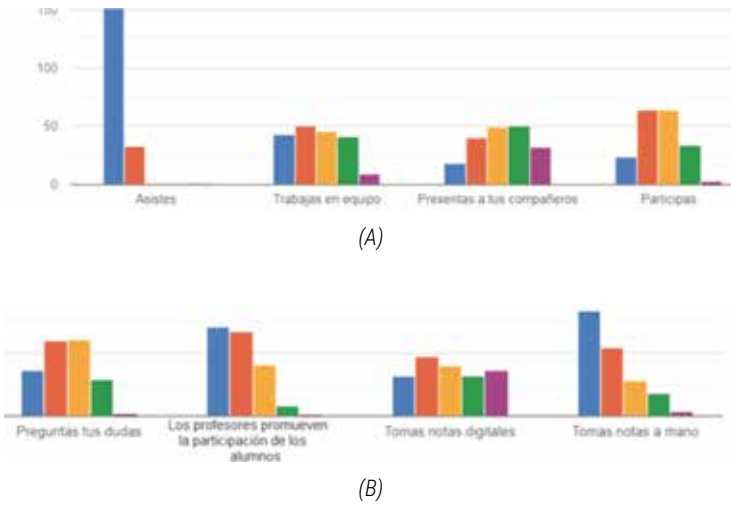 150
100
50
0
Asistes Trabajas en equipo Presentas a tus compañeros Participas
(A)
Preguntas tus dudas Los profesores promueven la participación de los alumnos Tomas notas digitales Tomas notas a mano
(B)